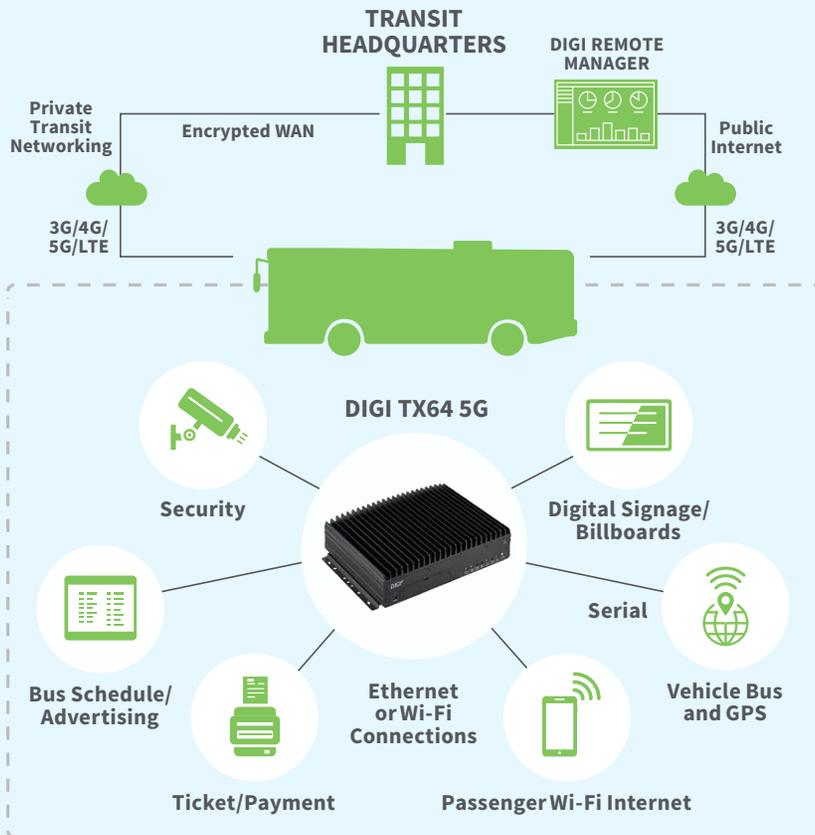 TRANSIT
HEADQUARTERS
DIGI REMOTE
MANAGER
Private
Transit
Networking
Encrypted WAN
Public
Internet
3G/4G/
5G/LTE
3G/4G/
5G/LTE
DIGI TX64 5G
Security
Digital Signage/
Billboards
DIGI
Serial
Bus Schedule/
Advertising
Ethernet
or Wi-Fi
Connections
Vehicle Bus
and GPS
Ticket/Payment
Passenger Wi-Fi Internet